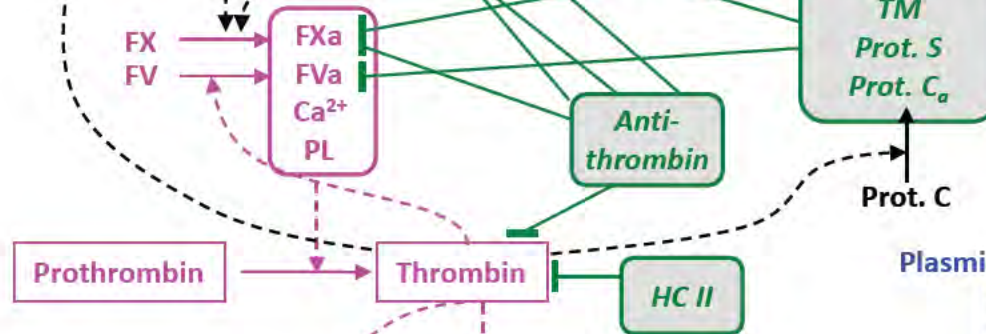 TM
Prot. S
Prot. Cₐ
FX
FV
FXa
FVa
Ca²⁺
PL
Anti-
thrombin
Prot. C
Prothrombin
Thrombin
HC II
Plasmi